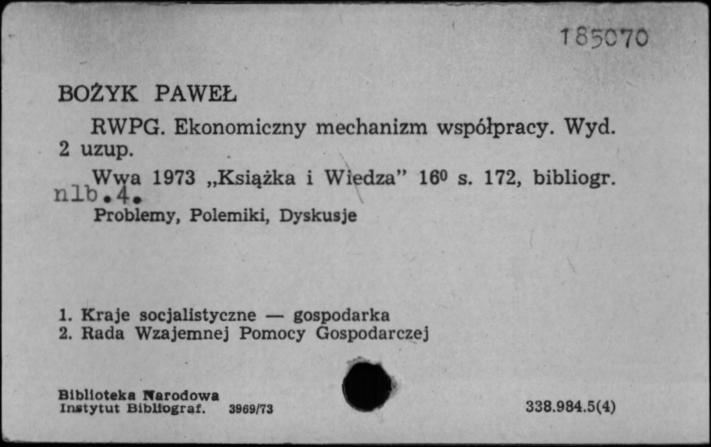 185070
BOŻYK PAWEŁ
RWPG. Ekonomiczny mechanizm współpracy. Wyd.
2 uzup.
Wwa 1973 „Książka i Wiedza” 16⁰ s. 172, bibliogr.
nlb.4.
Problemy, Polemiki, Dyskusje
1. Kraje socjalistyczne — gospodarka
2. Rada Wzajemnej Pomocy Gospodarczej
Biblioteka Narodowa
Instytut Bibliograf. 3969/73
338.984.5(4)